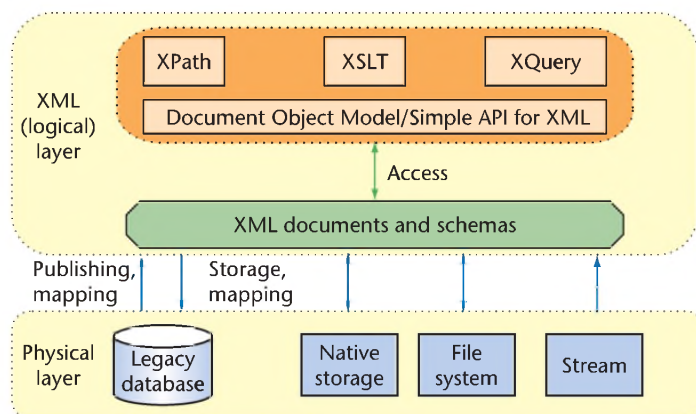 XPath
XSLT
XQuery
XML
(logical)
layer
Document Object Model/Simple API for XML
Access
XML documents and schemas
Publishing,
mapping
Storage,
mapping
Physical
layer
Legacy
database
Native
storage
File
system
Stream